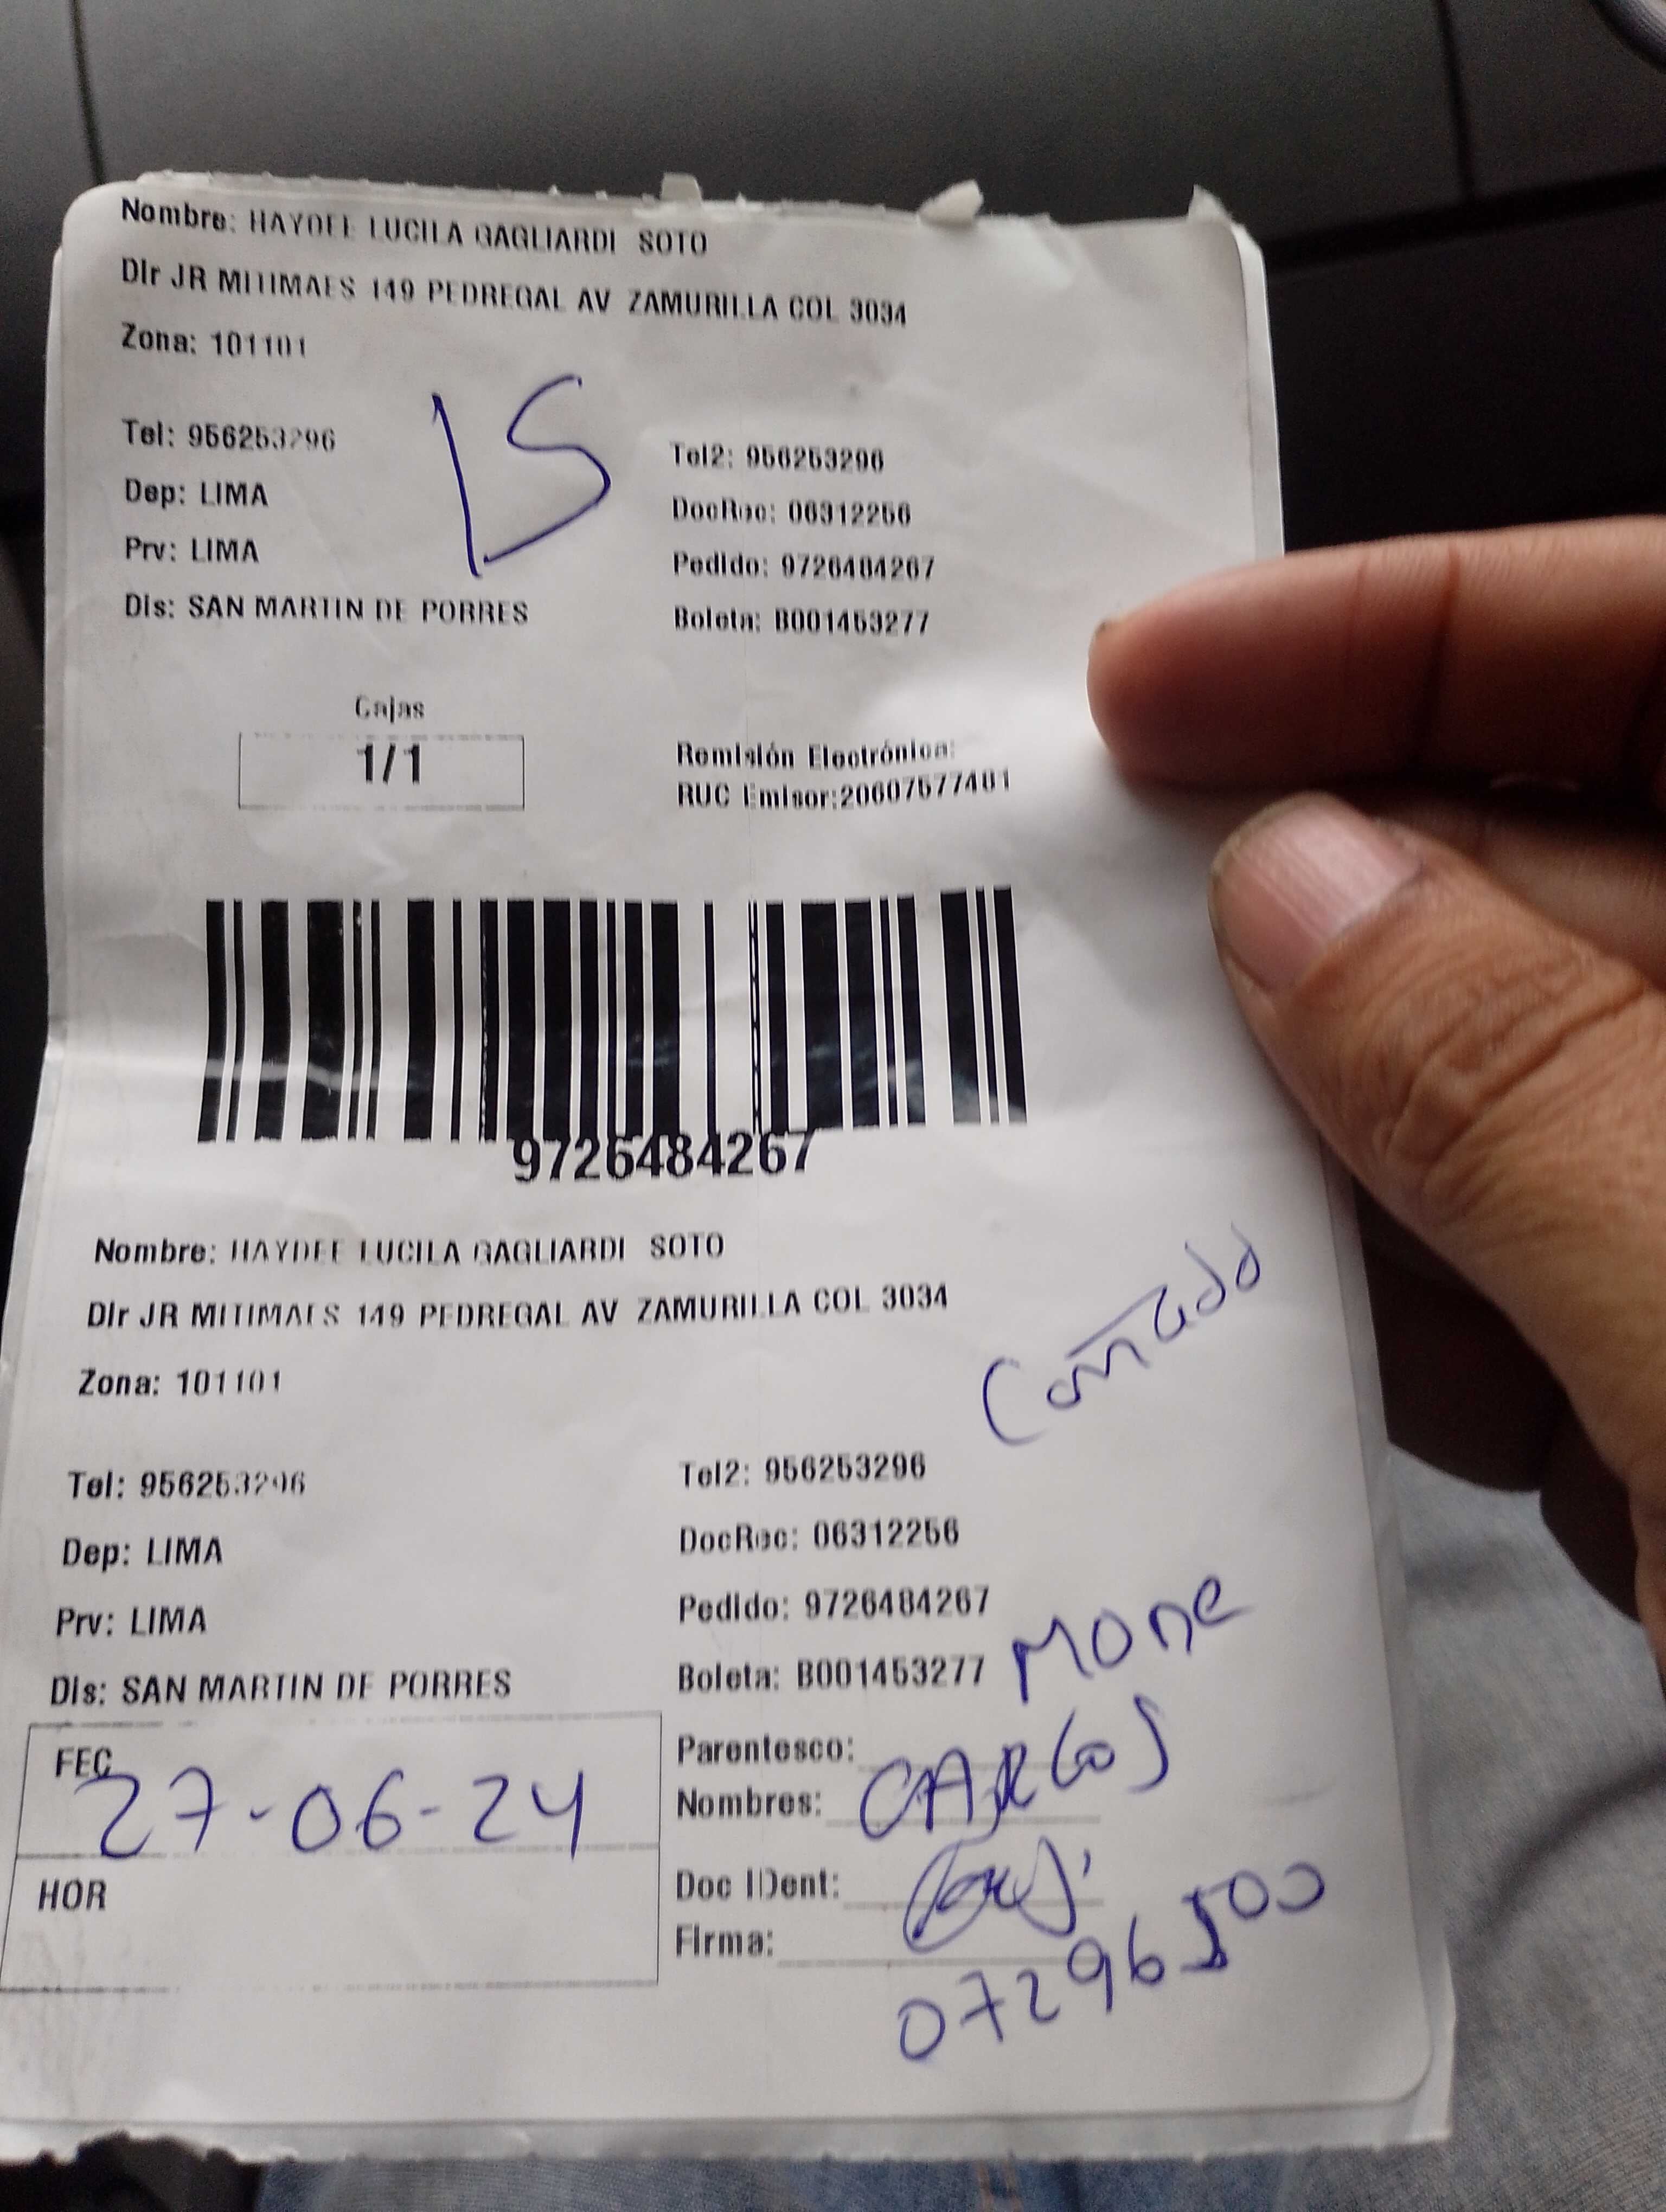 Nombre: HAYDEE LUCILA GAGLIARDI SOTO
Dir JR MITIMAES 149 PEDREGAL AV ZAMURILLA COL 3034
Zona: 101101
15
Tel: 956253296
Tel2: 956253296
Dep: LIMA
DocRec: 06312256
Prv: LIMA
Pedido: 9726484267
Dis: SAN MARTIN DE PORRES
Boleta: B001453277
Cajas
1/1
Remisión Electrónica:
RUC Emisor:20607577481
9726484267
Nombre: HAYDEE LUCILA GAGLIARDI SOTO
Dir JR MITIMAES 149 PEDREGAL AV ZAMURILLA COL 3034
Zona: 101101
Tel: 956253296
Tel2: 956253296
Dep: LIMA
DocRec: 06312256
Prv: LIMA
Pedido: 9726484267
Dis: SAN MARTIN DE PORRES
Boleta: B001453277
FEC
27-06-24
HOR
Parentesco:
Nombres: CARLOS
Doc IDent:
Firma:
07296500